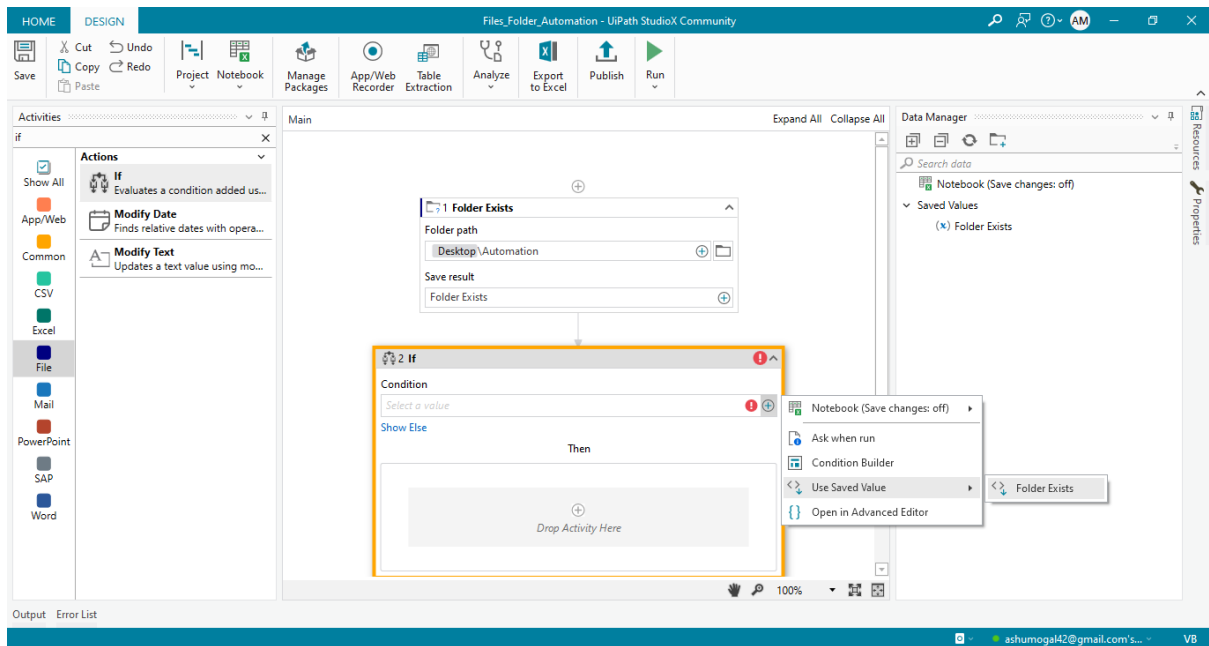 HOME DESIGN Files_Folder_Automation - UiPath StudioX Community AM
Save
Cut
Copy
Paste
Undo
Redo
Project
Notebook
Manage
Packages
App/Web
Recorder
Table
Extraction
Analyze
Export
to Excel
Publish
Run
Activities
if
Show All
App/Web
Common
CSV
Excel
File
Mail
PowerPoint
SAP
Word
Actions
If
Evaluates a condition added us...
Modify Date
Finds relative dates with opera...
Modify Text
Updates a text value using mo...
Main Expand All Collapse All
1 Folder Exists
Folder path
Desktop\Automation
Save result
Folder Exists
2 If
Condition
Select a value
Show Else
Then
Drop Activity Here
Notebook (Save changes: off)
Ask when run
Condition Builder
Use Saved Value
Open in Advanced Editor
Folder Exists
100%
Data Manager
Search data
Notebook (Save changes: off)
Saved Values
(x) Folder Exists
Resources
Properties
Output Error List
ashumogal42@gmail.com's... VB